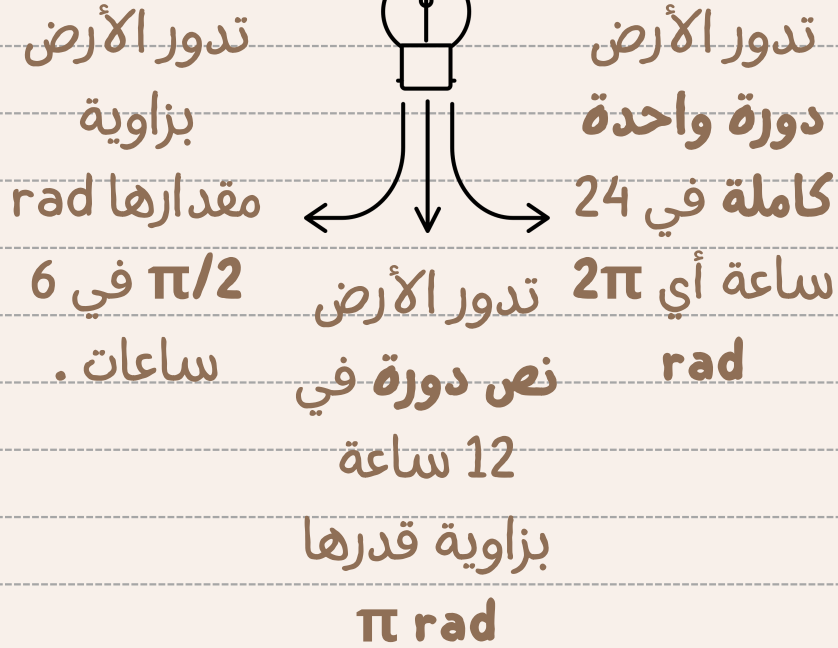 تدور الأرض
دورة واحدة
كاملة في 24
ساعة أي 2π
rad
تدور الأرض
نص دورة في
12 ساعة
بزاوية قدرها
π rad
تدور الأرض
بزاوية
مقدارها rad
π/2 في 6
ساعات .